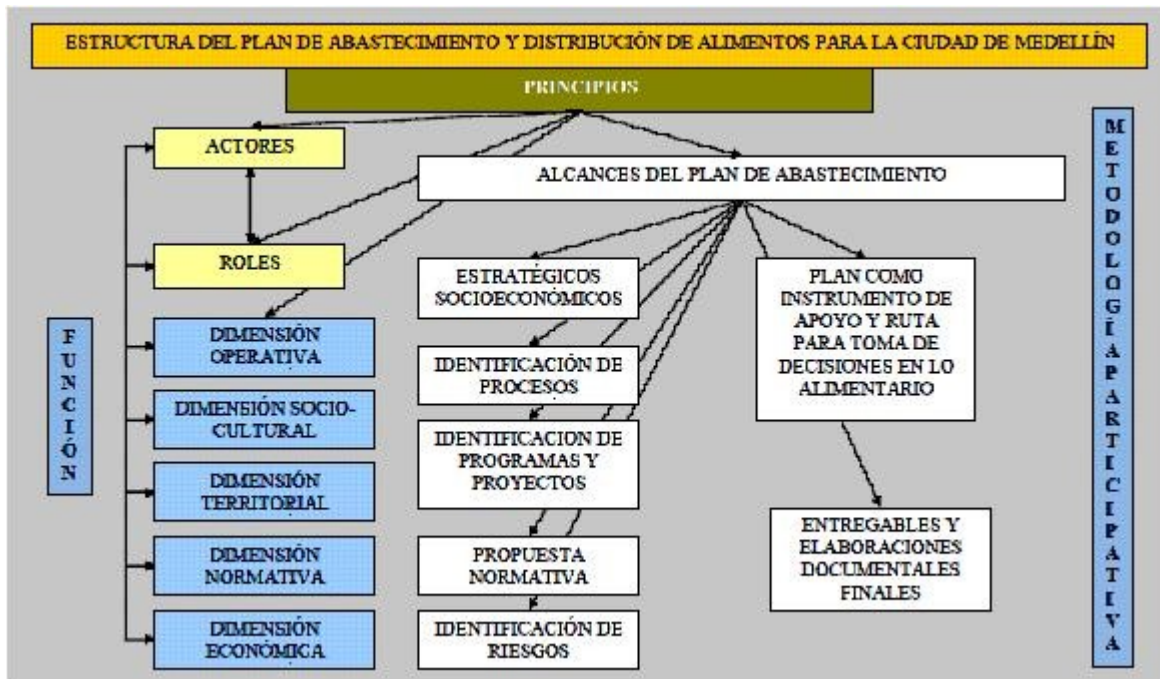 ESTRUCTURA DEL PLAN DE ABASTECIMIENTO Y DISTRIBUCIÓN DE ALIMENTOS PARA LA CIUDAD DE MEDELLÍN
PRINCIPIOS
ACTORES
ROLES
FUNCIÓN
DIMENSIÓN
OPERATIVA
DIMENSIÓN SOCIO-
CULTURAL
DIMENSIÓN
TERRITORIAL
DIMENSIÓN
NORMATIVA
DIMENSIÓN
ECONÓMICA
ALCANCES DEL PLAN DE ABASTECIMIENTO
ESTRATÉGICOS
SOCIOECONÓMICOS
IDENTIFICACIÓN DE
PROCESOS
IDENTIFICACION DE
PROGRAMAS Y
PROYECTOS
PROPUESTA
NORMATIVA
IDENTIFICACIÓN DE
RIESGOS
PLAN COMO
INSTRUMENTO DE
APOYO Y RUTA
PARA TOMA DE
DECISIONES EN LO
ALIMENTARIO
ENTREGABLES Y
ELABORACIONES
DOCUMENTALES
FINALES
METODOLOGÍAPARTICIPATIVA